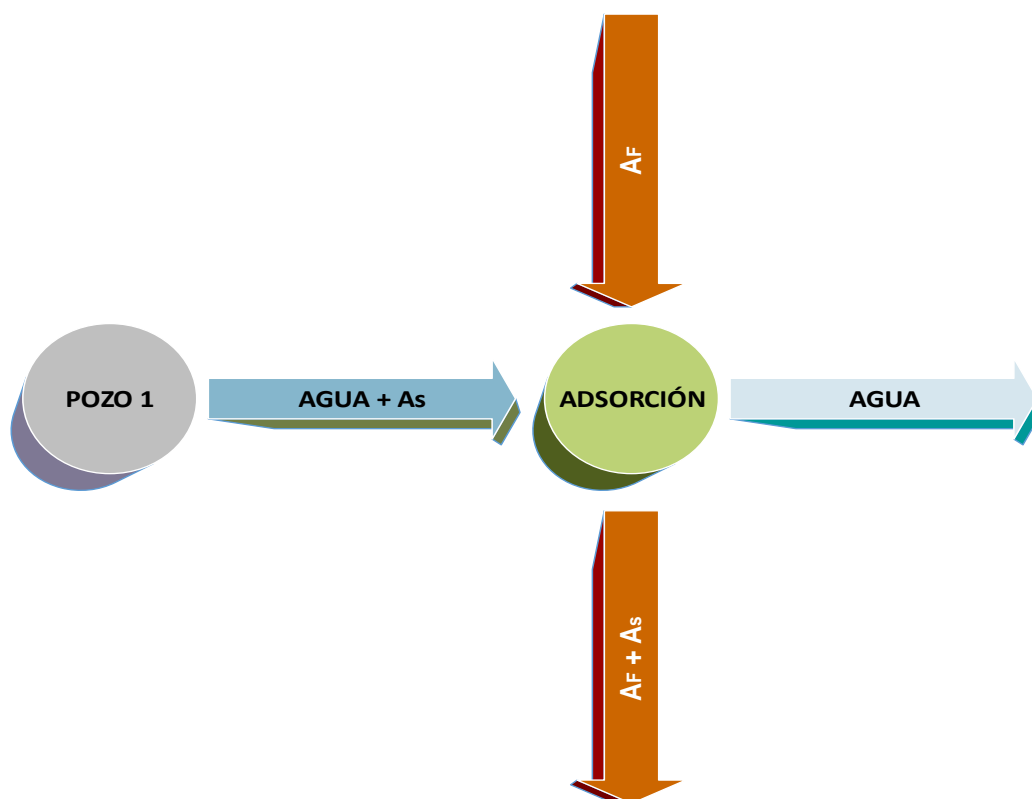 AF
POZO 1
AGUA + As
ADSORCIÓN
AGUA
AF + As